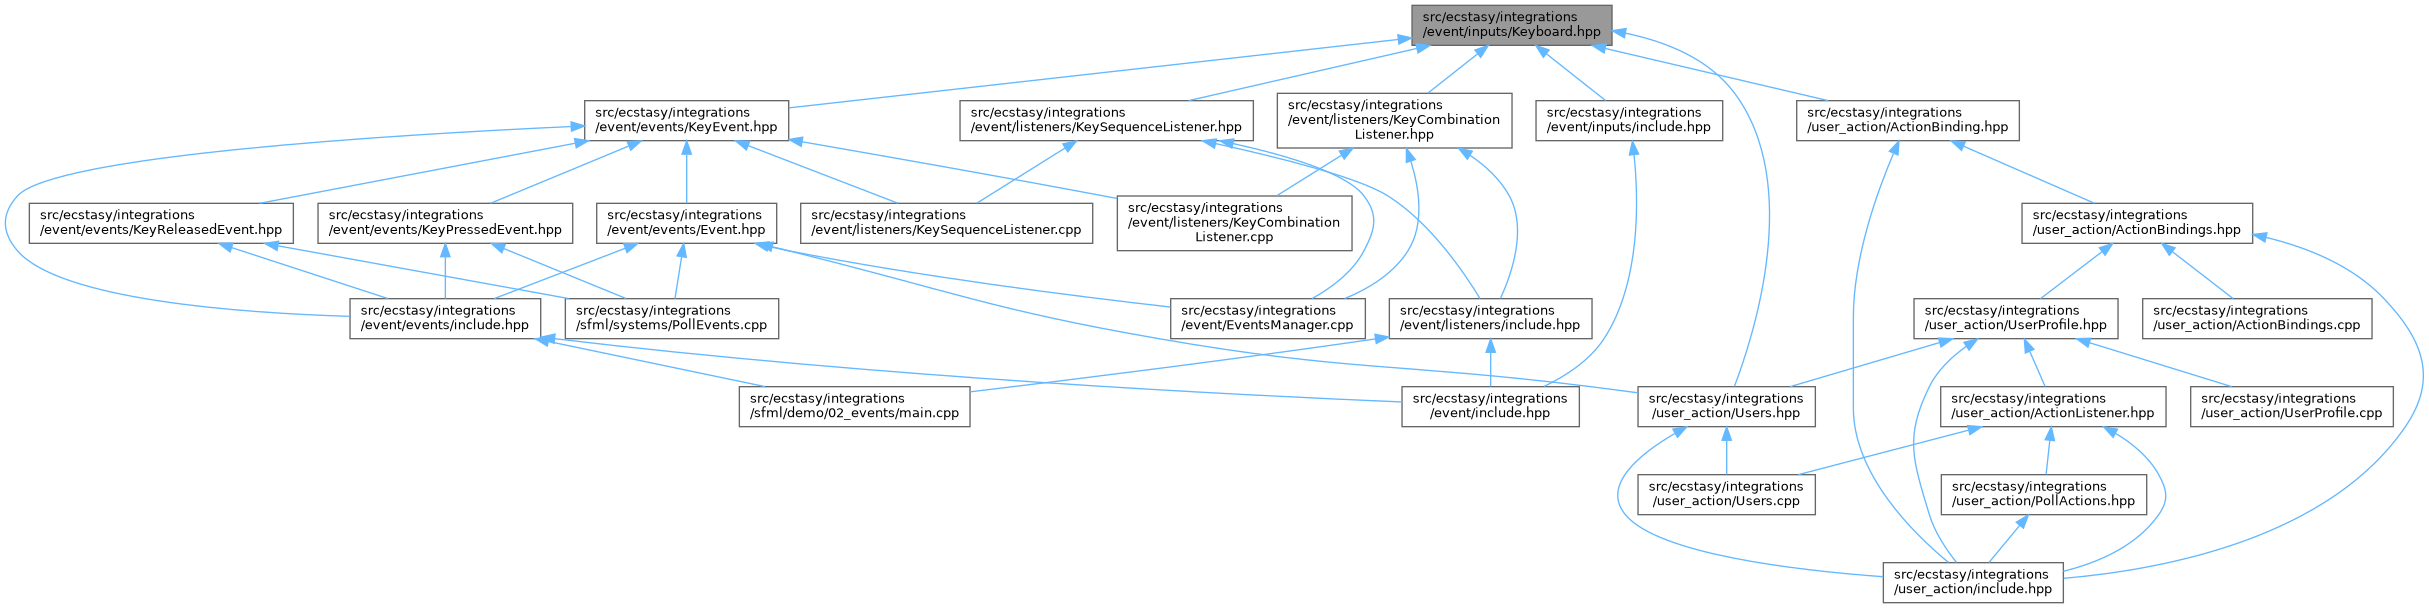 src/ecstasy/integrations
/event/inputs/Keyboard.hpp
src/ecstasy/integrations
/event/events/KeyEvent.hpp
src/ecstasy/integrations
/event/listeners/KeySequenceListener.hpp
src/ecstasy/integrations
/event/listeners/KeyCombination
Listener.hpp
src/ecstasy/integrations
/event/inputs/include.hpp
src/ecstasy/integrations
/user_action/ActionBinding.hpp
src/ecstasy/integrations
/event/events/KeyReleasedEvent.hpp
src/ecstasy/integrations
/event/events/KeyPressedEvent.hpp
src/ecstasy/integrations
/event/events/Event.hpp
src/ecstasy/integrations
/event/listeners/KeySequenceListener.cpp
src/ecstasy/integrations
/event/listeners/KeyCombination
Listener.cpp
src/ecstasy/integrations
/user_action/ActionBindings.hpp
src/ecstasy/integrations
/event/events/include.hpp
src/ecstasy/integrations
/sfml/systems/PollEvents.cpp
src/ecstasy/integrations
/event/EventsManager.cpp
src/ecstasy/integrations
/event/listeners/include.hpp
src/ecstasy/integrations
/user_action/UserProfile.hpp
src/ecstasy/integrations
/user_action/ActionBindings.cpp
src/ecstasy/integrations
/sfml/demo/02_events/main.cpp
src/ecstasy/integrations
/event/include.hpp
src/ecstasy/integrations
/user_action/Users.hpp
src/ecstasy/integrations
/user_action/ActionListener.hpp
src/ecstasy/integrations
/user_action/UserProfile.cpp
src/ecstasy/integrations
/user_action/Users.cpp
src/ecstasy/integrations
/user_action/PollActions.hpp
src/ecstasy/integrations
/user_action/include.hpp